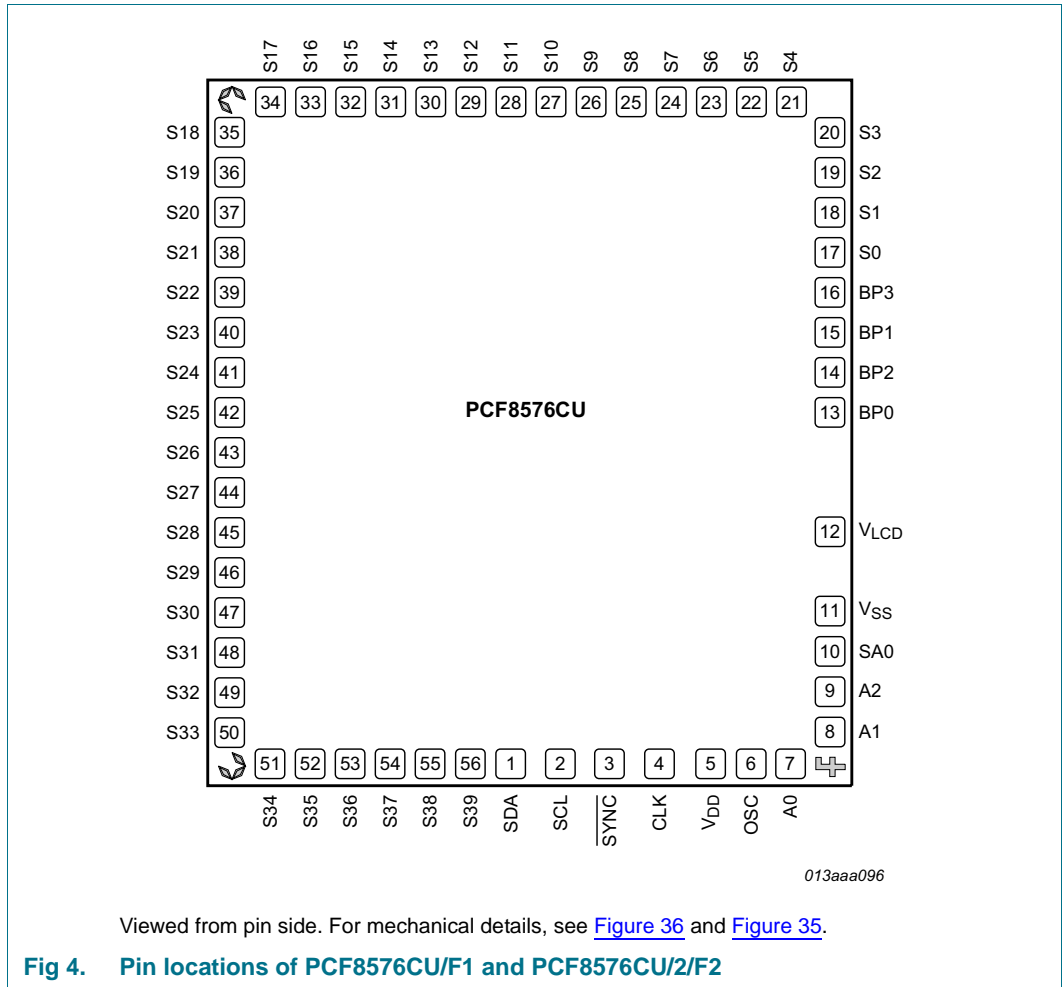 S17 S16 S15 S14 S13 S12 S11 S10 S9 S8 S7 S6 S5 S4
34 33 32 31 30 29 28 27 26 25 24 23 22 21
S18 35 20 S3
S19 36 19 S2
S20 37 18 S1
S21 38 17 S0
S22 39 16 BP3
S23 40 15 BP1
S24 41 14 BP2
S25 42 PCF8576CU 13 BP0
S26 43
S27 44
S28 45 12 VLCD
S29 46
S30 47 11 VSS
S31 48 10 SA0
S32 49 9 A2
S33 50 8 A1
51 52 53 54 55 56 1 2 3 4 5 6 7
S34 S35 S36 S37 S38 S39 SDA SCL SYNC CLK VDD OSC A0
013aaa096
Viewed from pin side. For mechanical details, see Figure 36 and Figure 35.
Fig 4. Pin locations of PCF8576CU/F1 and PCF8576CU/2/F2